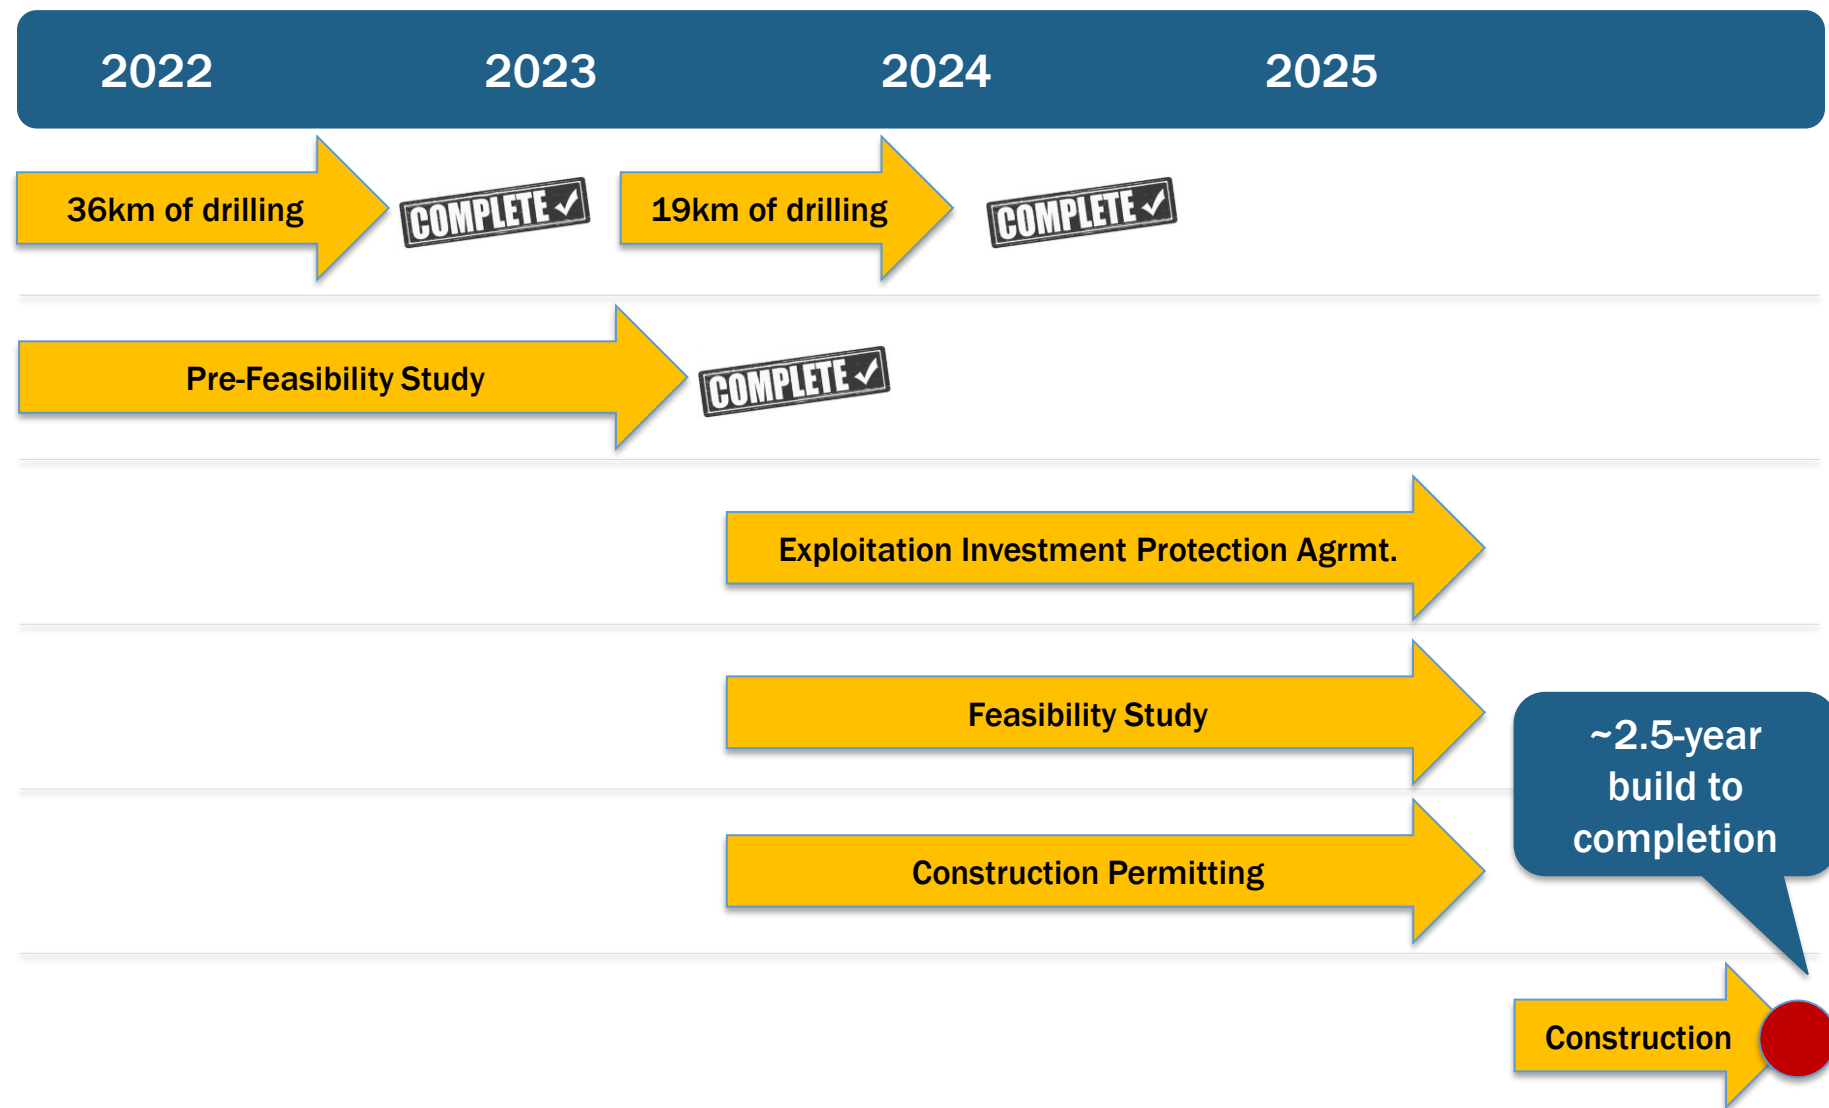 2022 2023 2024 2025
36km of drilling COMPLETE 19km of drilling COMPLETE
Pre-Feasibility Study COMPLETE
Exploitation Investment Protection Agrmt.
Feasibility Study
~2.5-year
build to
completion
Construction Permitting
Construction